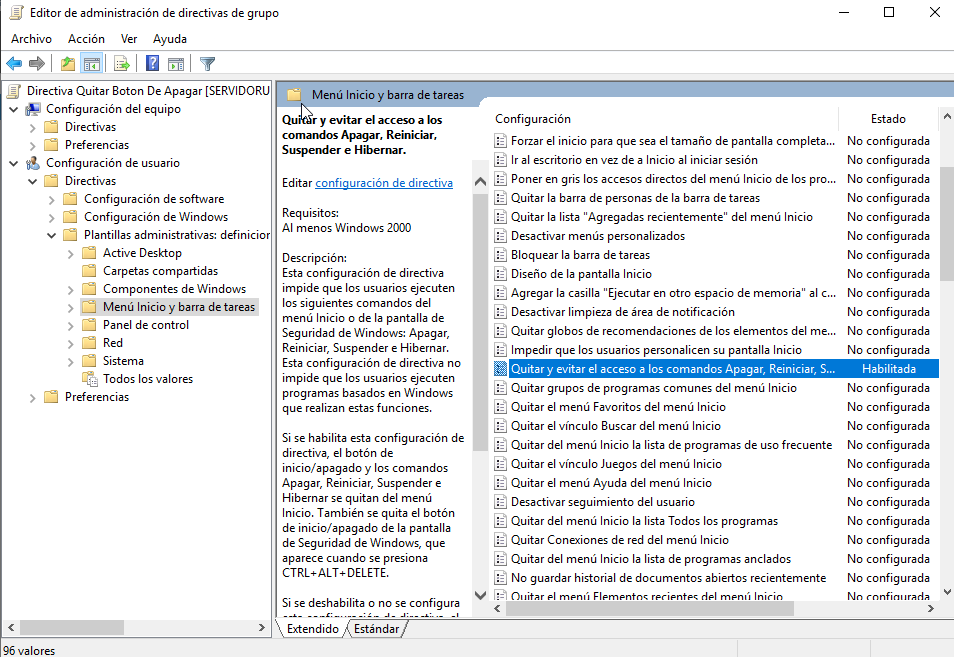 Editor de administración de directivas de grupo
Archivo Acción Ver Ayuda
Directiva Quitar Boton De Apagar [SERVIDORU
Configuración del equipo
Directivas
Preferencias
Configuración de usuario
Directivas
Configuración de software
Configuración de Windows
Plantillas administrativas: definicior
Active Desktop
Carpetas compartidas
Componentes de Windows
Menú Inicio y barra de tareas
Panel de control
Red
Sistema
Todos los valores
Preferencias
Menú Inicio y barra de tareas
Quitar y evitar el acceso a los
comandos Apagar, Reiniciar,
Suspender e Hibernar.
Editar configuración de directiva
Requisitos:
Al menos Windows 2000
Descripción:
Esta configuración de directiva
impide que los usuarios ejecuten
los siguientes comandos del
menú Inicio o de la pantalla de
Seguridad de Windows: Apagar,
Reiniciar, Suspender e Hibernar.
Esta configuración de directiva no
impide que los usuarios ejecuten
programas basados en Windows
que realizan estas funciones.
Si se habilita esta configuración de
directiva, el botón de
inicio/apagado y los comandos
Apagar, Reiniciar, Suspender e
Hibernar se quitan del menú
Inicio. También se quita el botón
de inicio/apagado de la pantalla
de Seguridad de Windows, que
aparece cuando se presiona
CTRL+ALT+DELETE.
Si se deshabilita o no se configura
esta configuración de directiva, el
Configuración Estado
Forzar el inicio para que sea el tamaño de pantalla completa... No configurada
Ir al escritorio en vez de a Inicio al iniciar sesión No configurada
Poner en gris los accesos directos del menú Inicio de los pro... No configurada
Quitar la barra de personas de la barra de tareas No configurada
Quitar la lista "Agregadas recientemente" del menú Inicio No configurada
Desactivar menús personalizados No configurada
Bloquear la barra de tareas No configurada
Diseño de la pantalla Inicio No configurada
Agregar la casilla "Ejecutar en otro espacio de memoria" al c... No configurada
Desactivar limpieza de área de notificación No configurada
Quitar globos de recomendaciones de los elementos del me... No configurada
Impedir que los usuarios personalicen su pantalla Inicio No configurada
Quitar y evitar el acceso a los comandos Apagar, Reiniciar, S... Habilitada
Quitar grupos de programas comunes del menú Inicio No configurada
Quitar el menú Favoritos del menú Inicio No configurada
Quitar el vínculo Buscar del menú Inicio No configurada
Quitar del menú Inicio la lista de programas de uso frecuente No configurada
Quitar el vínculo Juegos del menú Inicio No configurada
Quitar el menú Ayuda del menú Inicio No configurada
Desactivar seguimiento del usuario No configurada
Quitar del menú Inicio la lista Todos los programas No configurada
Quitar Conexiones de red del menú Inicio No configurada
Quitar del menú Inicio la lista de programas anclados No configurada
No guardar historial de documentos abiertos recientemente No configurada
Quitar el menú Elementos recientes del menú Inicio No configurada
Extendido Estándar
96 valores